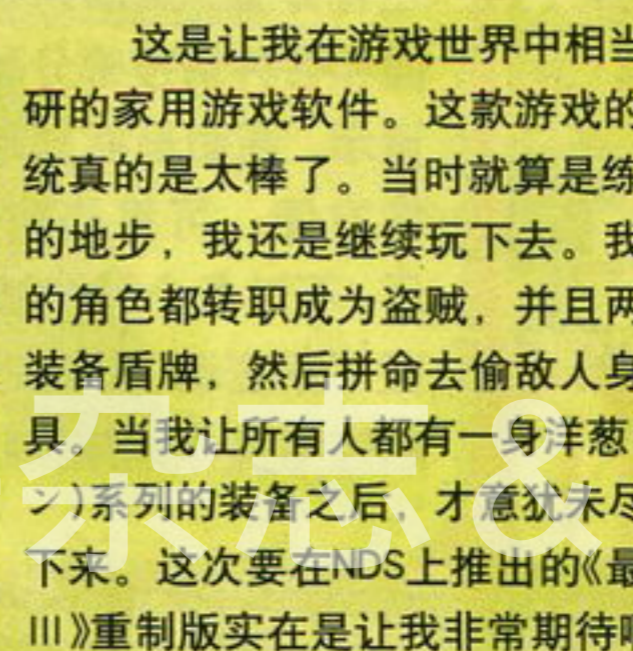 这是让我在游戏世界中相当
研的家用游戏软件。这款游戏的
统真的是太棒了。当时就算是练
的地步，我还是继续玩下去。我
的角色都转职成为盗贼，并且两
装备盾牌，然后拼命去偷敌人身
具。当我让所有人都有一身洋葱
ン)系列的装备之后，才意犹未尽
下来。这次要在NDS上推出的《最
III》重制版实在是让我非常期待
杂志&